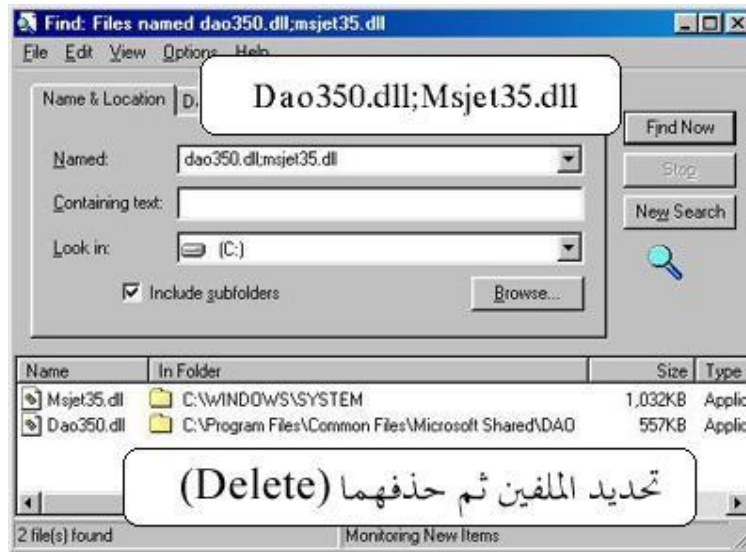 Find: Files named dao350.dll;msjet35.dll
File Edit View Options Help
Dao350.dll;Msjet35.dll
Name & Location
Find Now
Named: dao350.dll;msjet35.dll
Stop
Containing text:
New Search
Look in: (C:)
Include subfolders
Browse...
Name In Folder Size Type
Msjet35.dll C:\WINDOWS\SYSTEM 1,032KB Applic
Dao350.dll C:\Program Files\Common Files\Microsoft Shared\DAO 557KB Applic
تحديد الملفين ثم حذفهما (Delete)
2 file(s) found Monitoring New Items